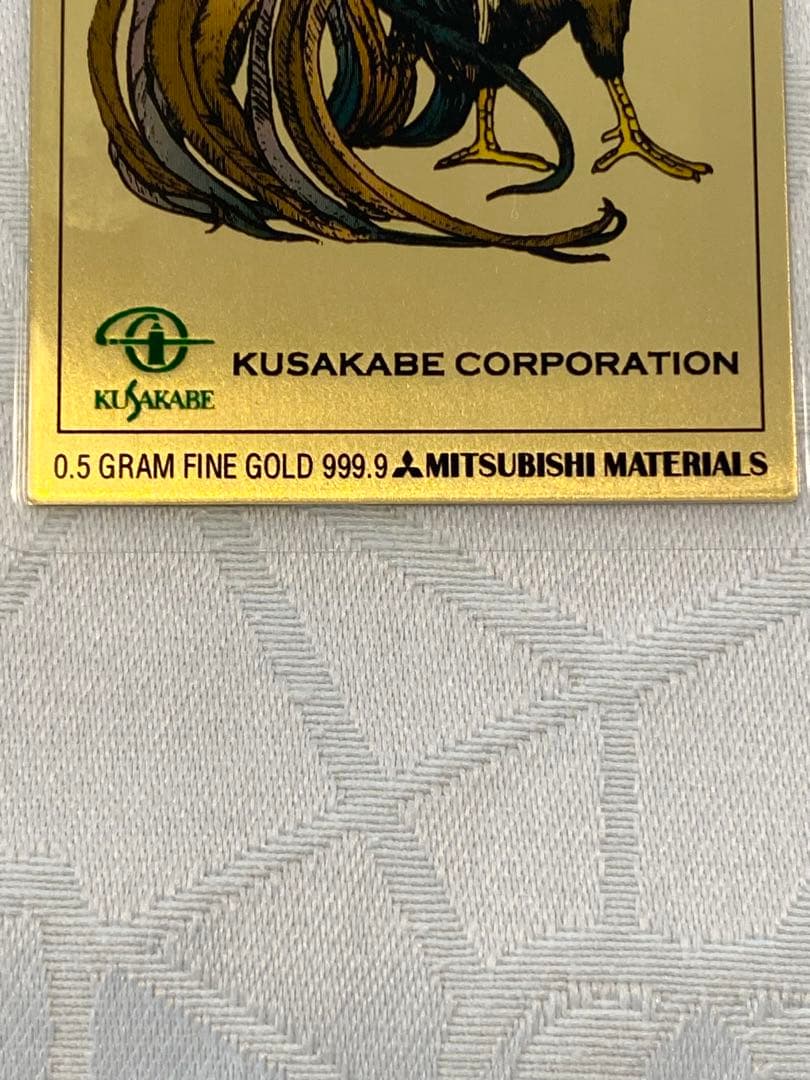 KUSAKABE CORPORATION
KUSAKABE
0.5 GRAM FINE GOLD 999.9 MITSUBISHI MATERIALS